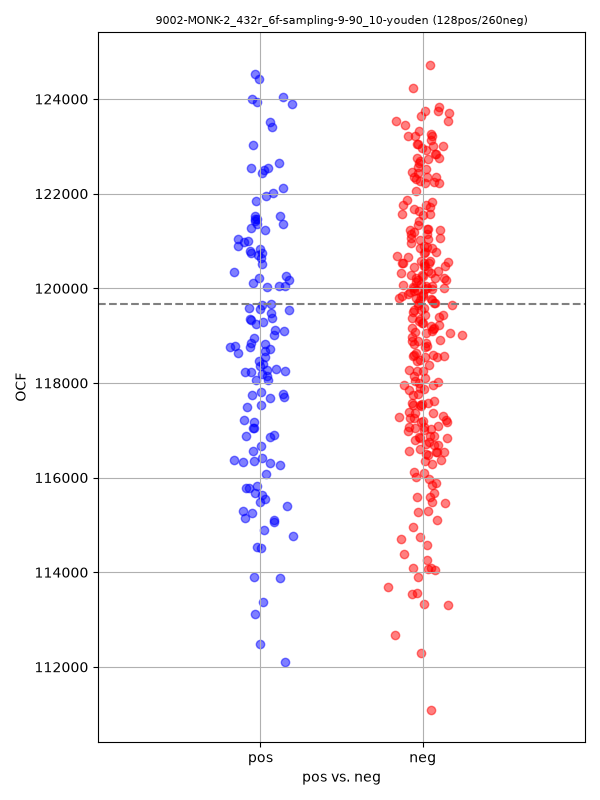 9002-MONK-2_432r_6f-sampling-9-90_10-youden (128pos/260neg)
124000
122000
120000
118000
116000
114000
112000
OCF
pos neg
pos vs. neg